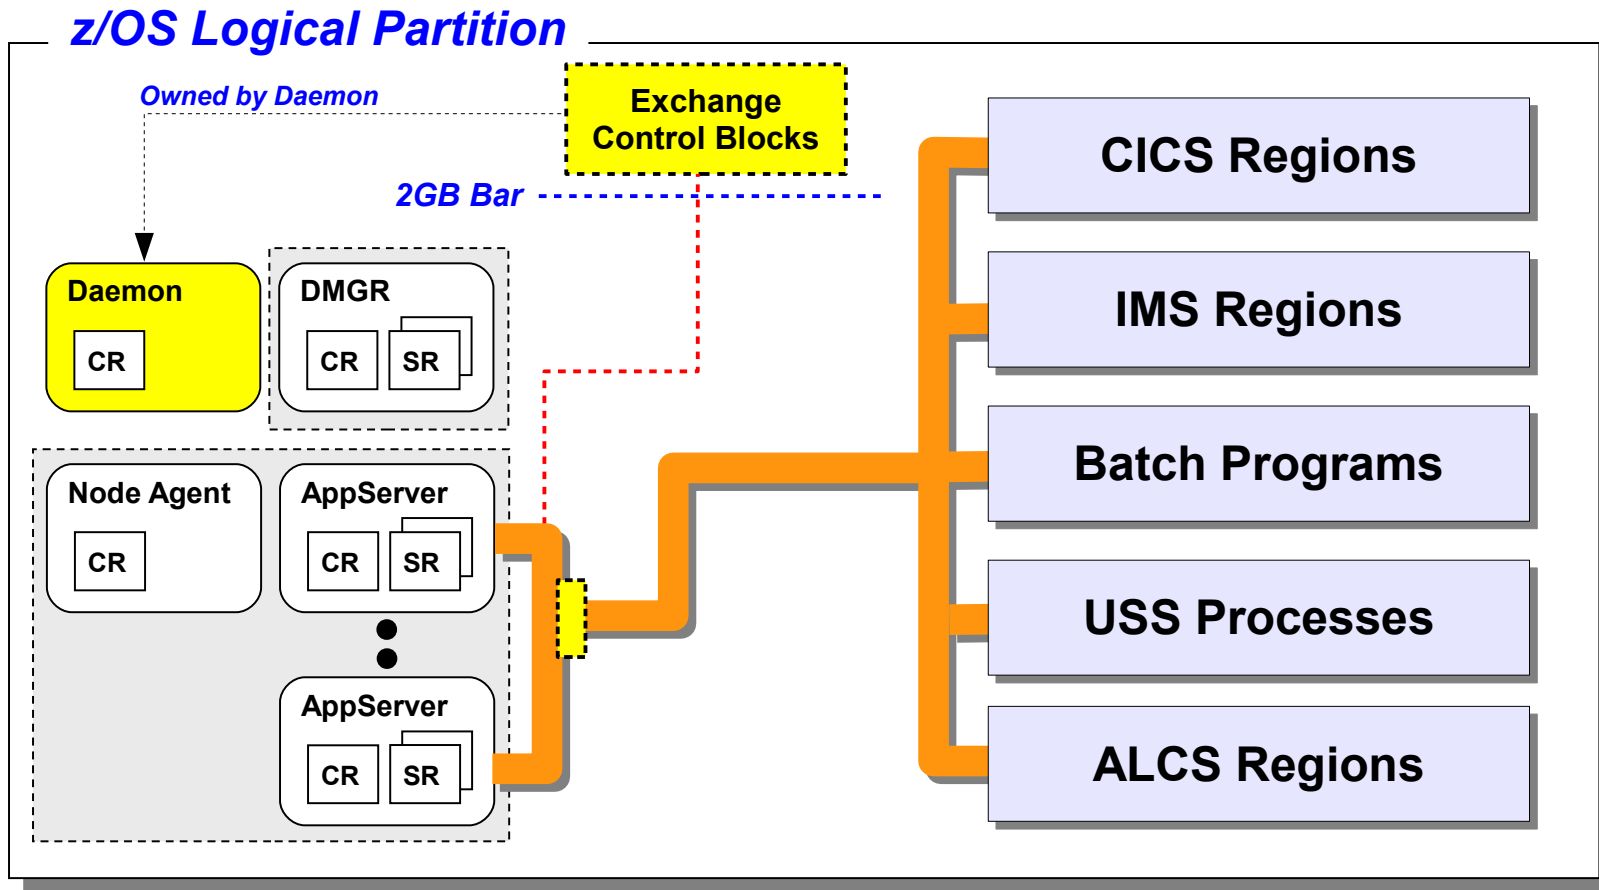 z/OS Logical Partition
Owned by Daemon
Exchange
Control Blocks
2GB Bar
Daemon
CR
DMGR
CR
SR
Node Agent
CR
AppServer
CR
SR
AppServer
CR
SR
CICS Regions
IMS Regions
Batch Programs
USS Processes
ALCS Regions